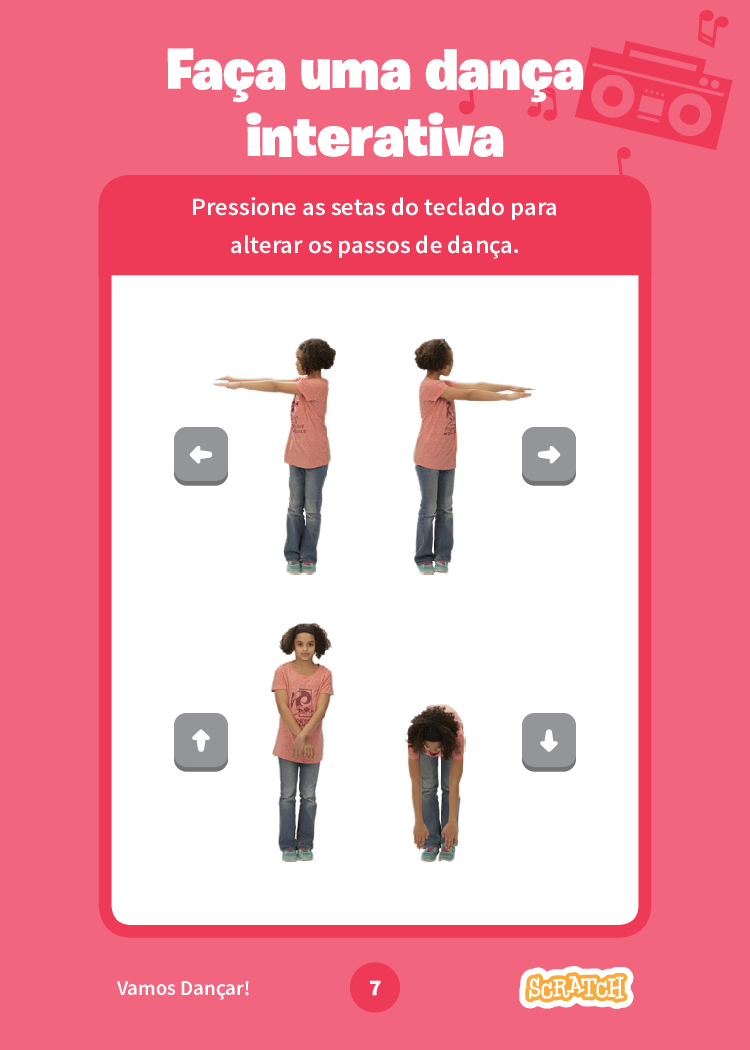 Faça uma dança
interativa
Pressione as setas do teclado para
alterar os passos de dança.
Vamos Dançar!
7
SCRATCH